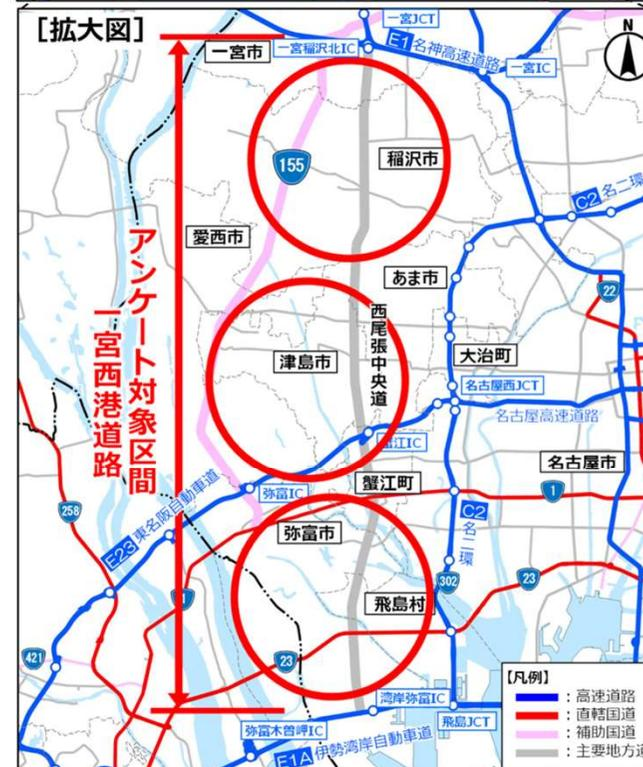 [拡大図]
一宮JCT
一宮市
一宮稲沢北IC
E1 名神高速道路
一宮IC
N
155
稲沢市
C2 名二環
愛西市
あま市
22
アンケート対象区間
一宮西港道路
西尾張中央道
津島市
大治町
名古屋西JCT
名古屋高速道路
蟹江IC
名古屋市
蟹江町
弥富IC
1
258
E23 東名阪自動車道
C2 名二環
弥富市
302
23
1
飛島村
421
23
湾岸弥富IC
飛島JCT
弥富木曽岬IC
E1A 伊勢湾岸自動車道
【凡例】
:高速道路
:直轄国道
:補助国道
:主要地方道